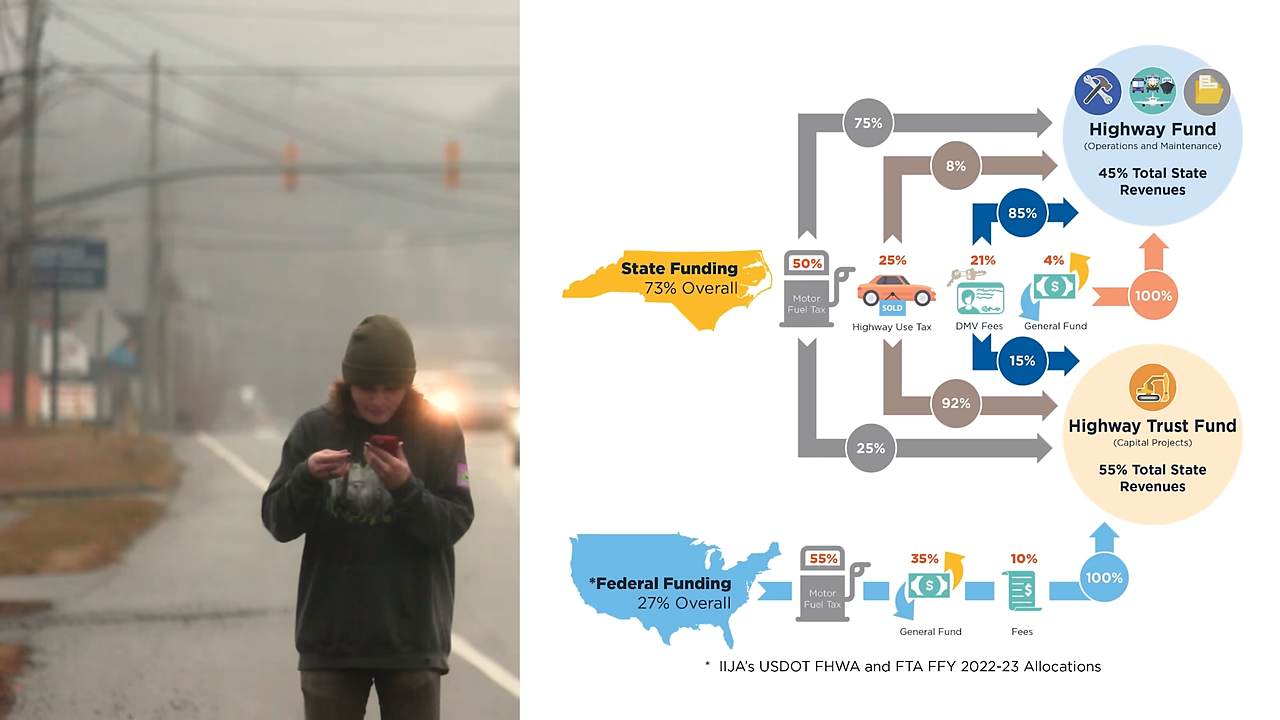 75%
Highway Fund
(Operations and Maintenance)
45% Total State
Revenues
8%
85%
State Funding
73% Overall
50%
Motor
Fuel Tax
25%
SOLD
Highway Use Tax
21%
DMV Fees
4%
$
General Fund
100%
15%
92%
25%
Highway Trust Fund
(Capital Projects)
55% Total State
Revenues
*Federal Funding
27% Overall
55%
Motor
Fuel Tax
35%
$
General Fund
10%
$
Fees
100%
* IIJA's USDOT FHWA and FTA FFY 2022-23 Allocations